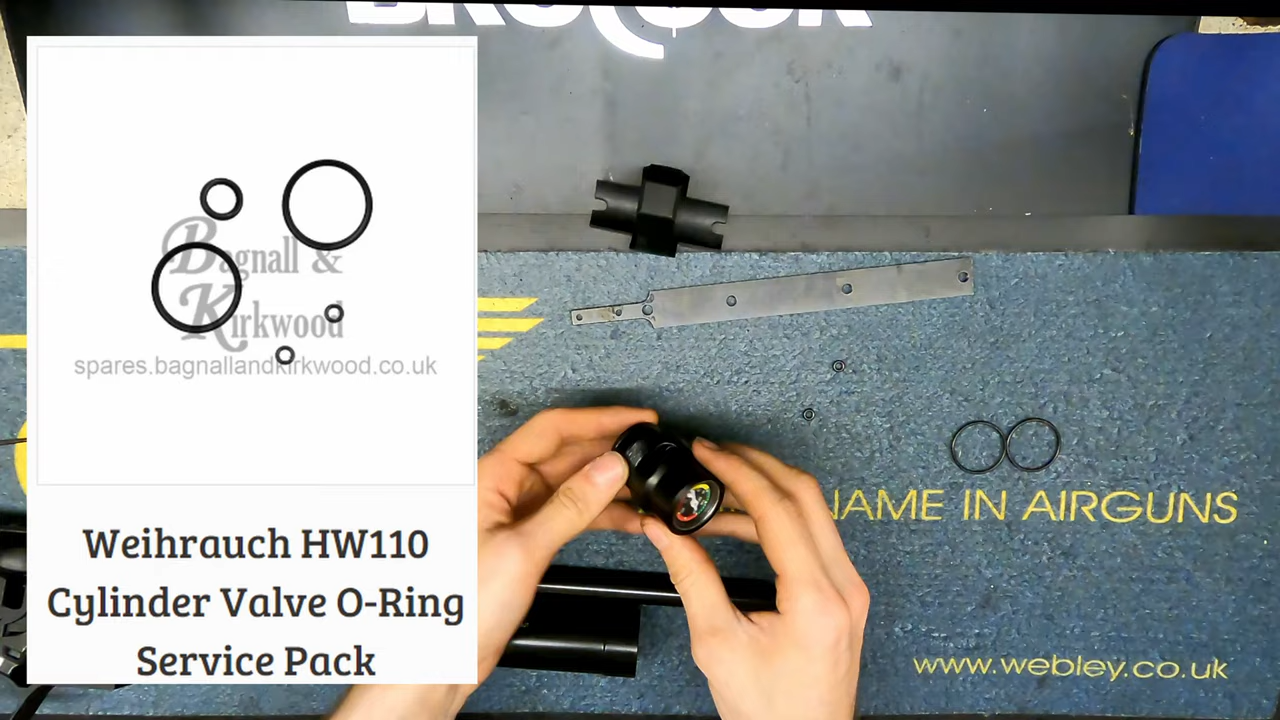 BROCOCK
Bagnall &
Kirkwood
spares.bagnallandkirkwood.co.uk
Weihrauch HW110
Cylinder Valve O-Ring
Service Pack
NAME IN AIRGUNS
www.webley.co.uk